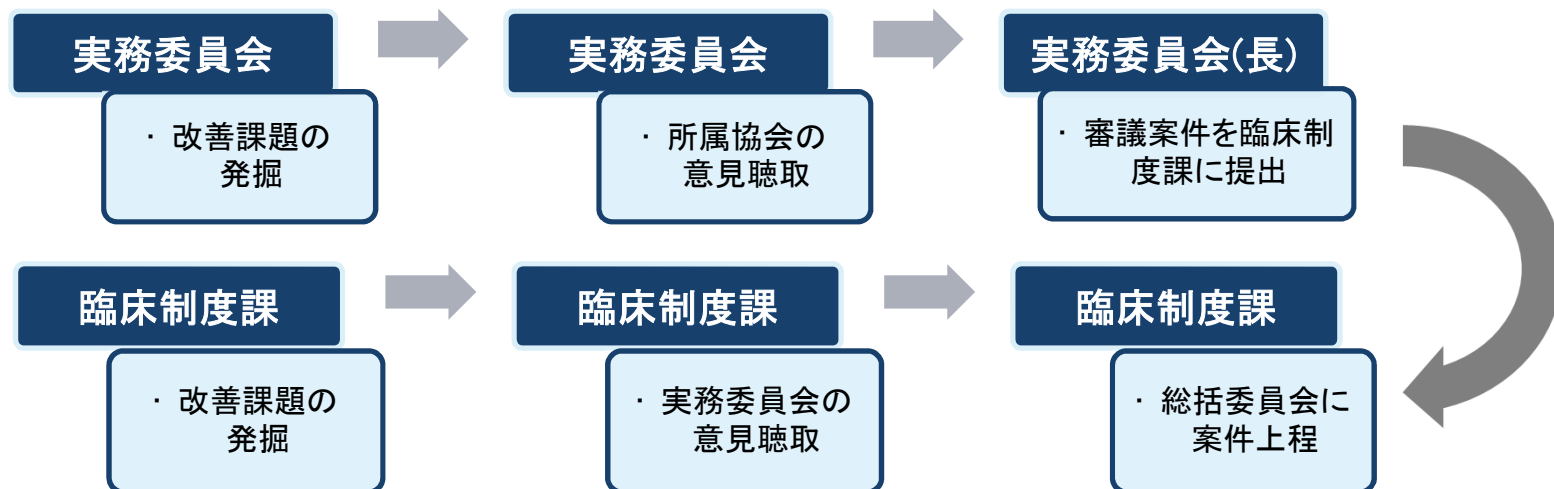 実務委員会
・ 改善課題の
発掘
実務委員会
・ 所属協会の
意見聴取
実務委員会(長)
・ 審議案件を臨床制
度課に提出
臨床制度課
・ 改善課題の
発掘
臨床制度課
・ 実務委員会の
意見聴取
臨床制度課
・ 総括委員会に
案件上程